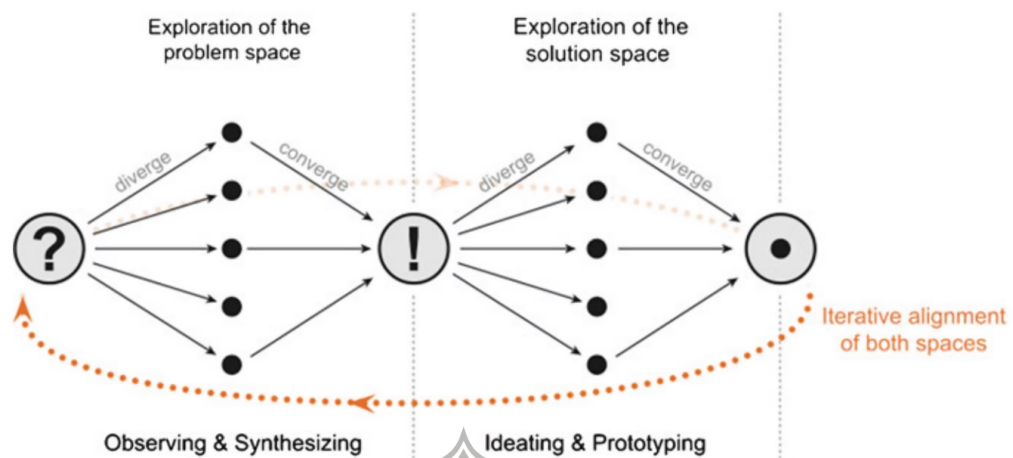 Exploration of the
problem space
Exploration of the
solution space
diverge
converge
diverge
converge
?
!
Iterative alignment
of both spaces
Observing & Synthesizing
Ideating & Prototyping